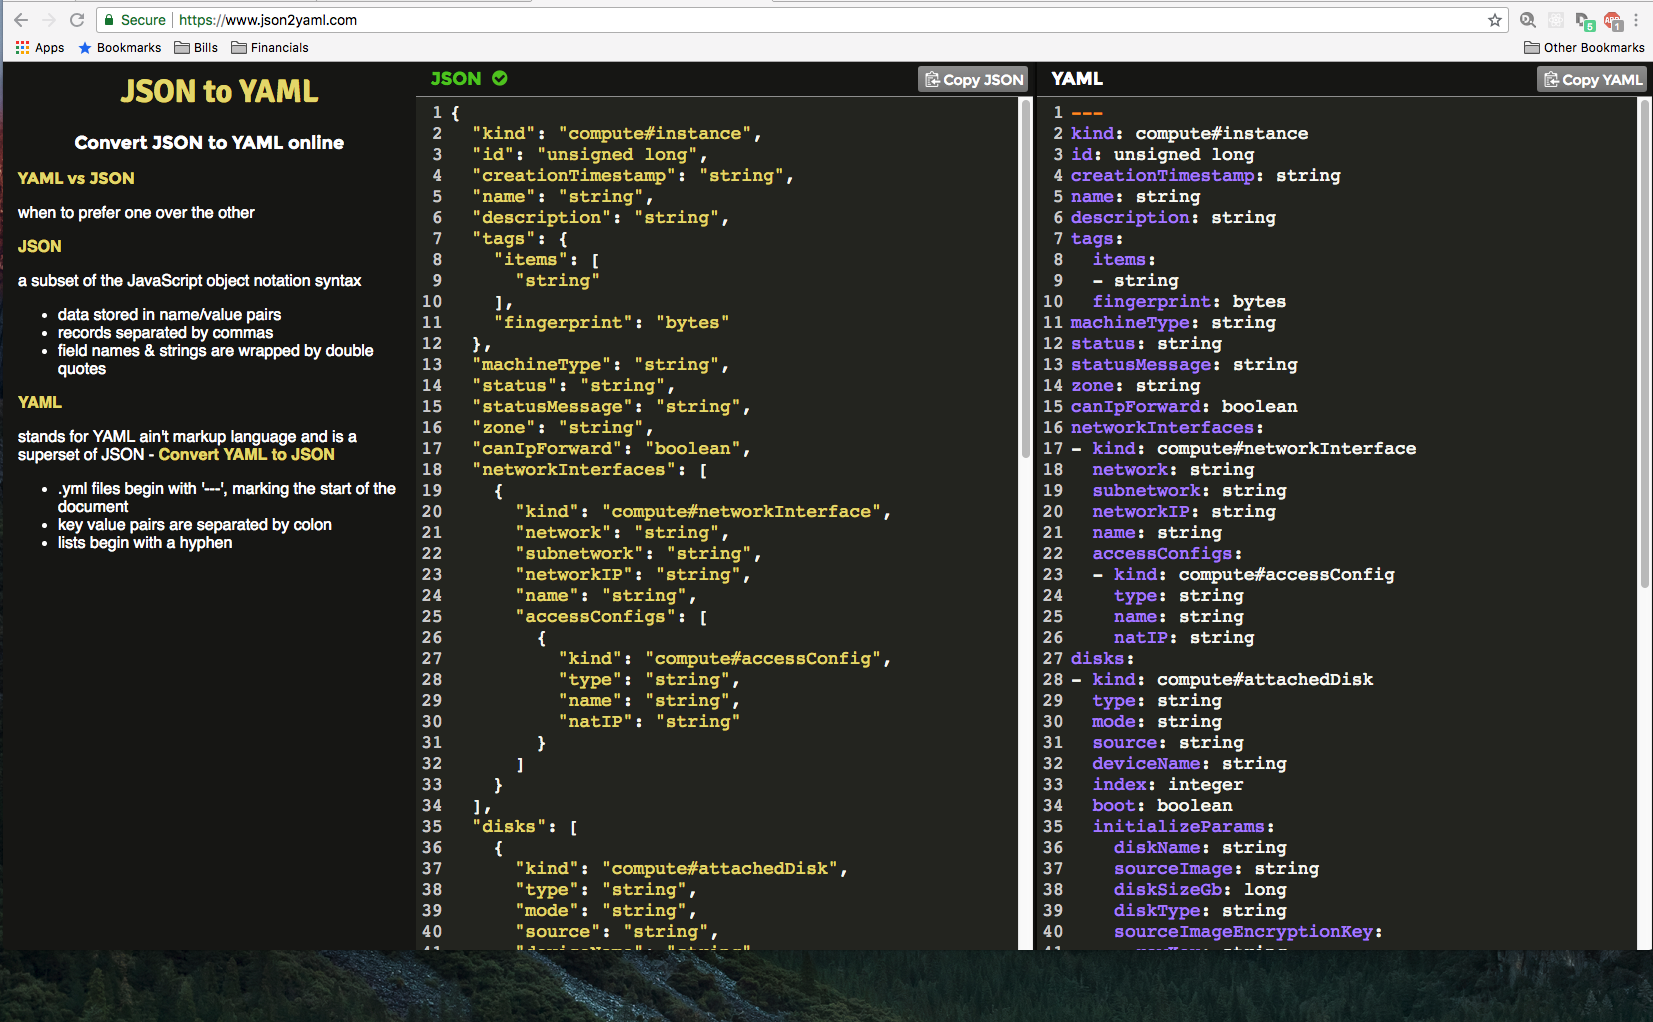 Secure https://www.json2yaml.com
Apps Bookmarks Bills Financials Other Bookmarks
JSON to YAML
Convert JSON to YAML online
YAML vs JSON
when to prefer one over the other
JSON
a subset of the JavaScript object notation syntax
• data stored in name/value pairs
• records separated by commas
• field names & strings are wrapped by double
quotes
YAML
stands for YAML ain't markup language and is a
superset of JSON - Convert YAML to JSON
• .yml files begin with '---', marking the start of the
document
• key value pairs are separated by colon
• lists begin with a hyphen
JSON Copy JSON
1 {
2   "kind": "compute#instance",
3   "id": "unsigned long",
4   "creationTimestamp": "string",
5   "name": "string",
6   "description": "string",
7   "tags": {
8     "items": [
9       "string"
10     ],
11     "fingerprint": "bytes"
12   },
13   "machineType": "string",
14   "status": "string",
15   "statusMessage": "string",
16   "zone": "string",
17   "canIpForward": "boolean",
18   "networkInterfaces": [
19     {
20       "kind": "compute#networkInterface",
21       "network": "string",
22       "subnetwork": "string",
23       "networkIP": "string",
24       "name": "string",
25       "accessConfigs": [
26         {
27           "kind": "compute#accessConfig",
28           "type": "string",
29           "name": "string",
30           "natIP": "string"
31         }
32       ]
33     }
34   ],
35   "disks": [
36     {
37       "kind": "compute#attachedDisk",
38       "type": "string",
39       "mode": "string",
40       "source": "string",
YAML Copy YAML
1 ---
2 kind: compute#instance
3 id: unsigned long
4 creationTimestamp: string
5 name: string
6 description: string
7 tags:
8   items:
9   - string
10   fingerprint: bytes
11 machineType: string
12 status: string
13 statusMessage: string
14 zone: string
15 canIpForward: boolean
16 networkInterfaces:
17 - kind: compute#networkInterface
18   network: string
19   subnetwork: string
20   networkIP: string
21   name: string
22   accessConfigs:
23   - kind: compute#accessConfig
24     type: string
25     name: string
26     natIP: string
27 disks:
28 - kind: compute#attachedDisk
29   type: string
30   mode: string
31   source: string
32   deviceName: string
33   index: integer
34   boot: boolean
35   initializeParams:
36     diskName: string
37     sourceImage: string
38     diskSizeGb: long
39     diskType: string
40     sourceImageEncryptionKey: